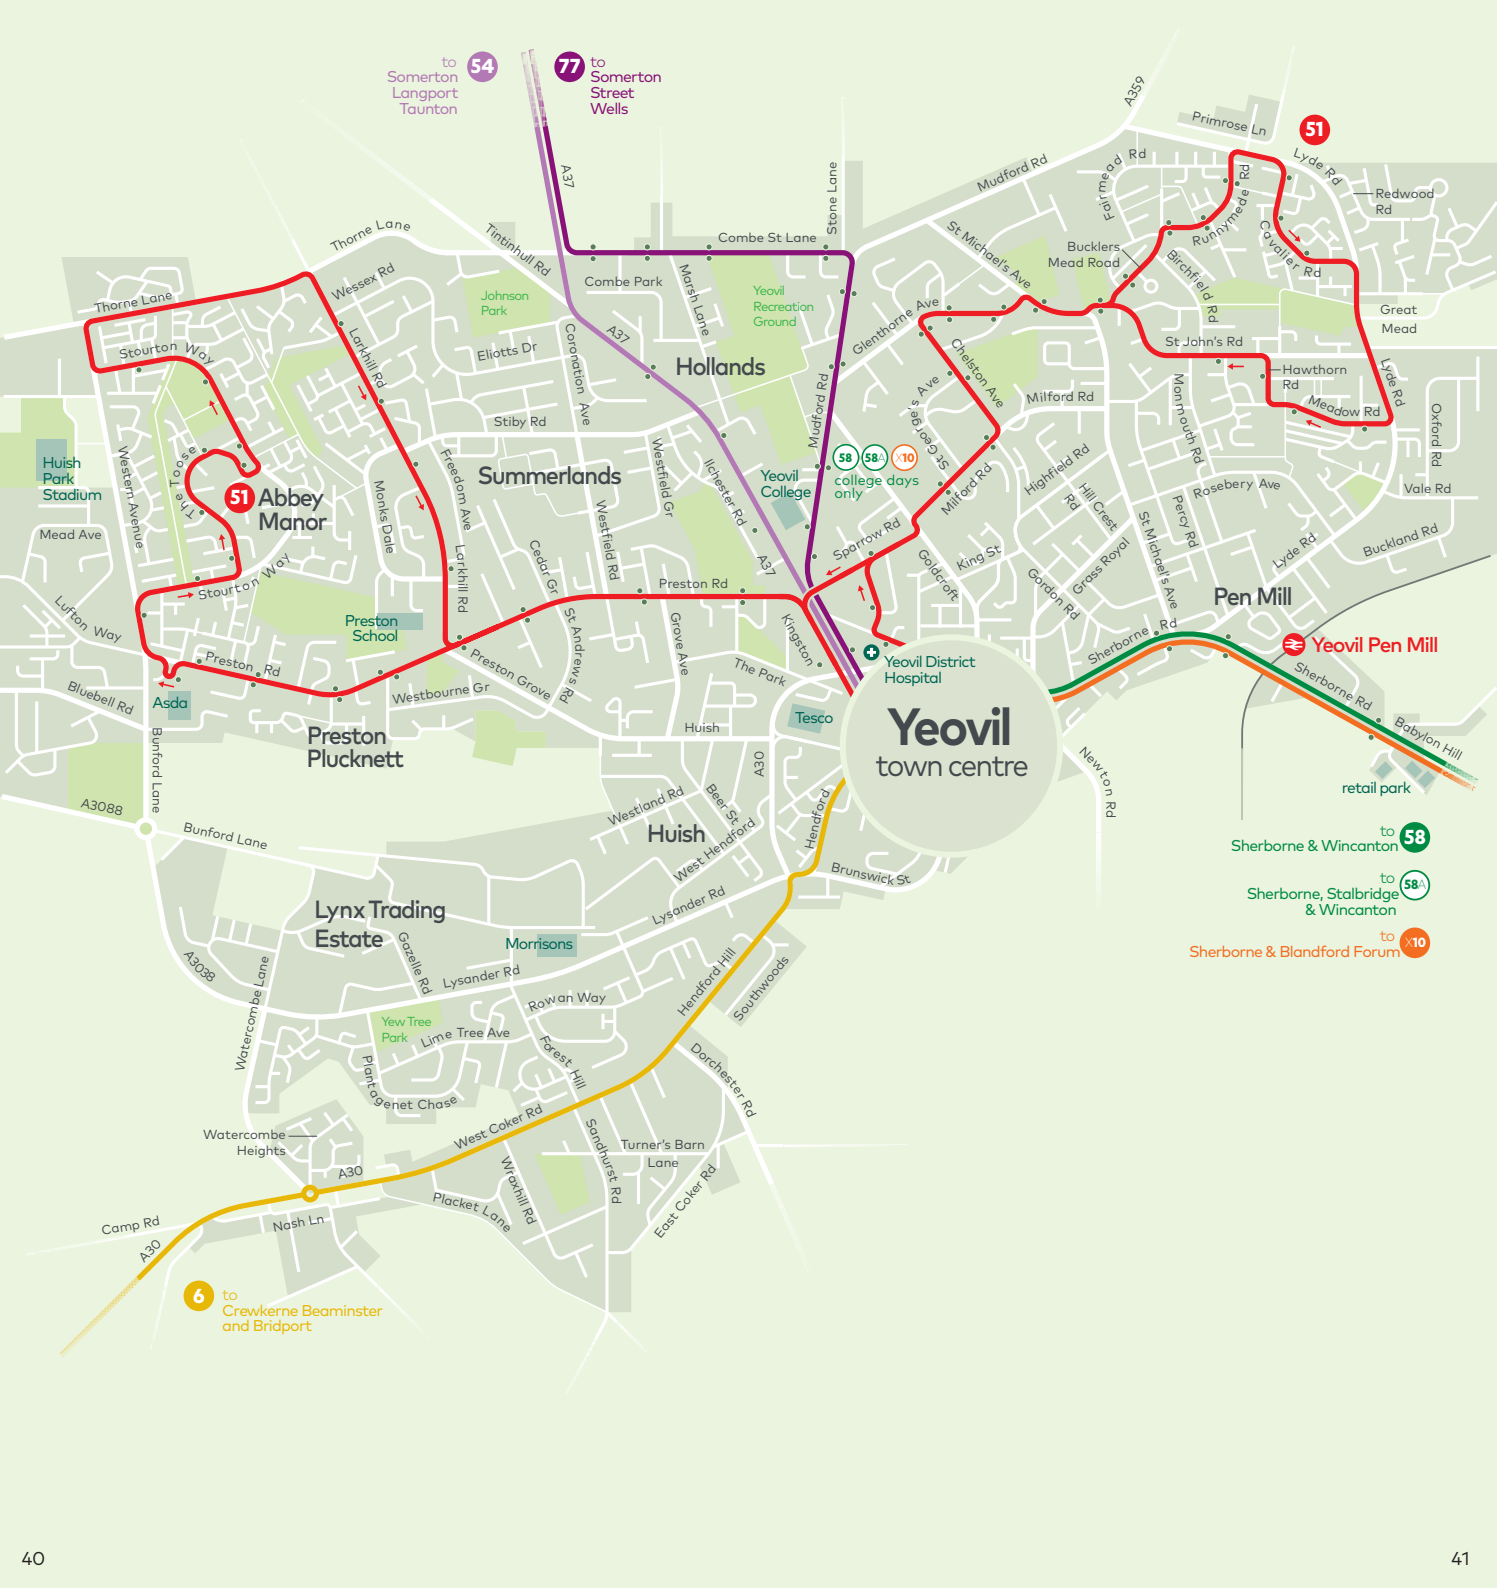 to
54
Somerton
Langport
Taunton
77
to
Somerton
Street
Wells
A37
Stone Lane
Combe St Lane
Mudford Rd
A359
Primrose Ln
51
Lyde Rd
Redwood
Rd
Fairmead Rd
Runnymede Rd
Cavalier Rd
Bucklers
Mead Road
Birchfield Rd
St Michael's Ave
Great
Mead
St John's Rd
Hawthorn
Rd
Meadow Rd
Lyde Rd
Oxford Rd
Monmouth Rd
Rosebery Ave
Vale Rd
Percy Rd
Buckland Rd
Lyde Rd
Thorne Lane
Tintinhull Rd
Wessex Rd
Thorne Lane
Stourton Way
Larkhill Rd
Johnson
Park
Eliotts Dr
Combe Park
Marsh Lane
Yeovil
Recreation
Ground
Glenthorne Ave
Coronation Ave
A37
Hollands
Chelston Ave
St George's Ave
Milford Rd
Stiby Rd
Mudford Rd
58
58A
X10
college days
only
Yeovil
College
Milford Rd
Highfield Rd
Hill Crest
Rd
Huish
Park
Stadium
Western Avenue
The Toose
51
Abbey
Manor
Monks Dale
Freedom Ave
Summerlands
Westfield Gr
Westfield Rd
Ilchester Rd
A37
Sparrow Rd
Goldcroft
King St
Gordon Rd
Grass Royal
St Michael's Ave
Pen Mill
Mead Ave
Stourton Way
Larkhill Rd
Cedar Gr
Preston Rd
Lufton Way
Preston
School
St Andrews Rd
Grove Ave
Kingston
The Park
Yeovil District
Hospital
Sherborne Rd
Yeovil Pen Mill
Sherborne Rd
Babylon Hill
retail park
Preston Rd
Bluebell Rd
Asda
Preston Grove
Westbourne Gr
Preston
Plucknett
Huish
Tesco
Yeovil
town centre
Newton Rd
A3088
Bunford Lane
Bunford Lane
A30
Westland Rd
Beer St
Huish
West Hendford
Hendford
Brunswick St
Lysander Rd
to
58
Sherborne & Wincanton
to
58A
Sherborne, Stalbridge
& Wincanton
to
X10
Sherborne & Blandford Forum
Lynx Trading
Estate
Gazelle Rd
Morrisons
A3038
Lysander Rd
Hendford Hill
Southwoods
Watercombe Lane
Rowan Way
Yew Tree
Park
Lime Tree Ave
Forest Hill
Plantagenet Chase
Dorchester Rd
West Coker Rd
Watercombe
Heights
A30
Sandhurst Rd
Turner's Barn
Lane
Wraxhill Rd
Placket Lane
East Coker Rd
Camp Rd
A30
Nash Ln
6
to
Crewkerne Beaminster
and Bridport
40
41